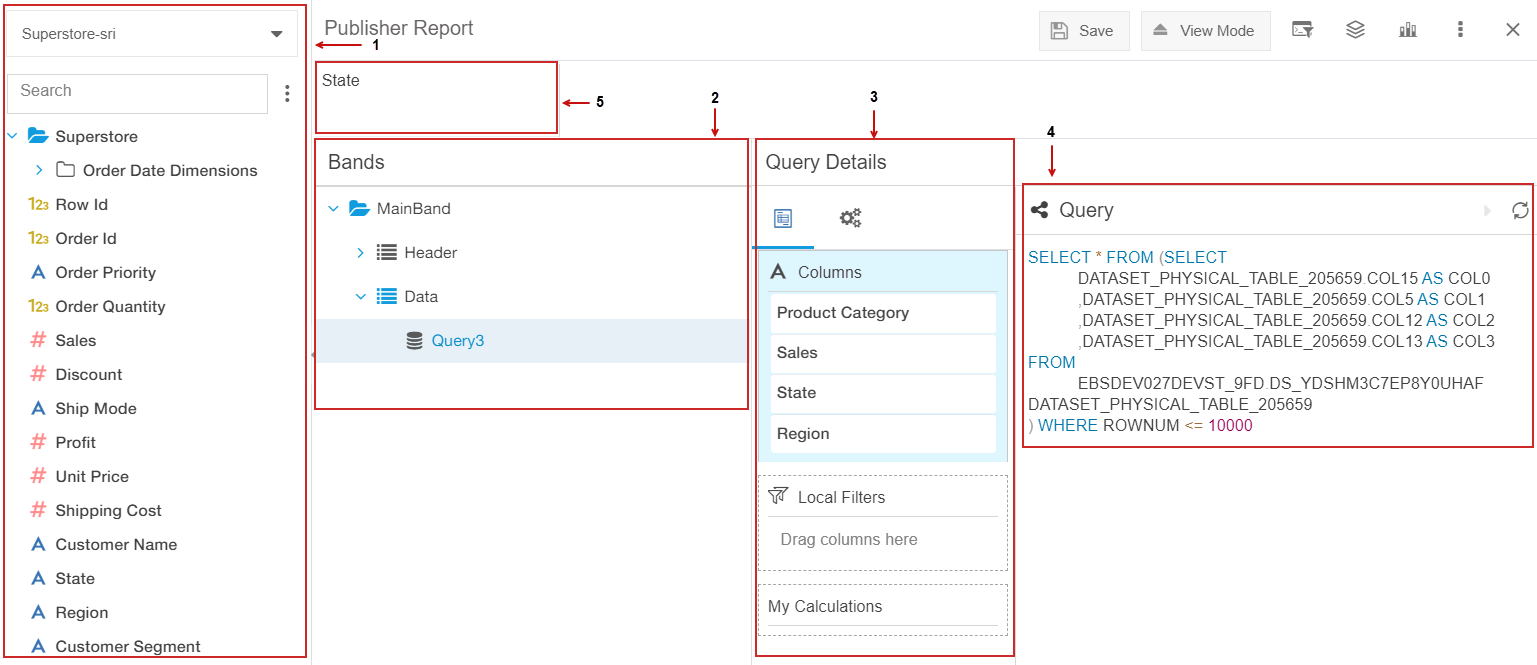 Superstore-sri
Search
Superstore
Order Date Dimensions
123 Row Id
123 Order Id
A Order Priority
123 Order Quantity
# Sales
# Discount
A Ship Mode
# Profit
# Unit Price
# Shipping Cost
A Customer Name
A State
A Region
A Customer Segment
1
Publisher Report
Save
View Mode
State
5
2
Bands
MainBand
Header
Data
Query3
3
Query Details
A Columns
Product Category
Sales
State
Region
Local Filters
Drag columns here
My Calculations
4
Query
SELECT * FROM (SELECT
DATASET_PHYSICAL_TABLE_205659.COL15 AS COL0
,DATASET_PHYSICAL_TABLE_205659.COL5 AS COL1
,DATASET_PHYSICAL_TABLE_205659.COL12 AS COL2
,DATASET_PHYSICAL_TABLE_205659.COL13 AS COL3
FROM
EBSDEV027DEVST_9FD.DS_YDSHM3C7EP8Y0UHAF
DATASET_PHYSICAL_TABLE_205659
) WHERE ROWNUM <= 10000